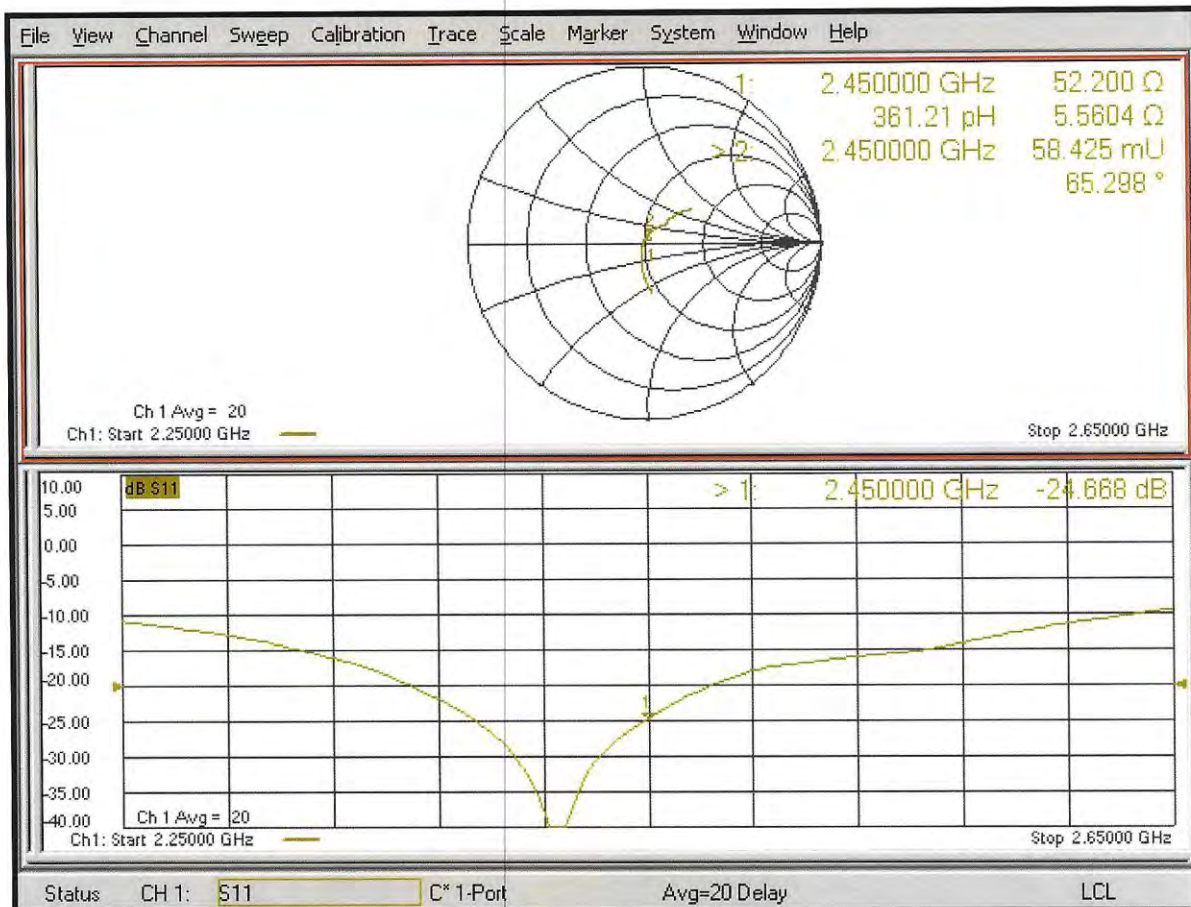 File View Channel Sweep Calibration Trace Scale Marker System Window Help
1: 2.450000 GHz 52.200 Ω
361.21 pH 5.5604 Ω
> 2: 2.450000 GHz 58.425 mU
65.298 °
Ch 1 Avg = 20
Ch1: Start 2.25000 GHz
Stop 2.65000 GHz
10.00
dB S11
> 1: 2.450000 GHz -24.668 dB
5.00
0.00
-5.00
-10.00
-15.00
-20.00
1
-25.00
-30.00
-35.00
-40.00
Ch 1 Avg = 20
Ch1: Start 2.25000 GHz
Stop 2.65000 GHz
Status CH 1: S11 C* 1-Port Avg=20 Delay LCL